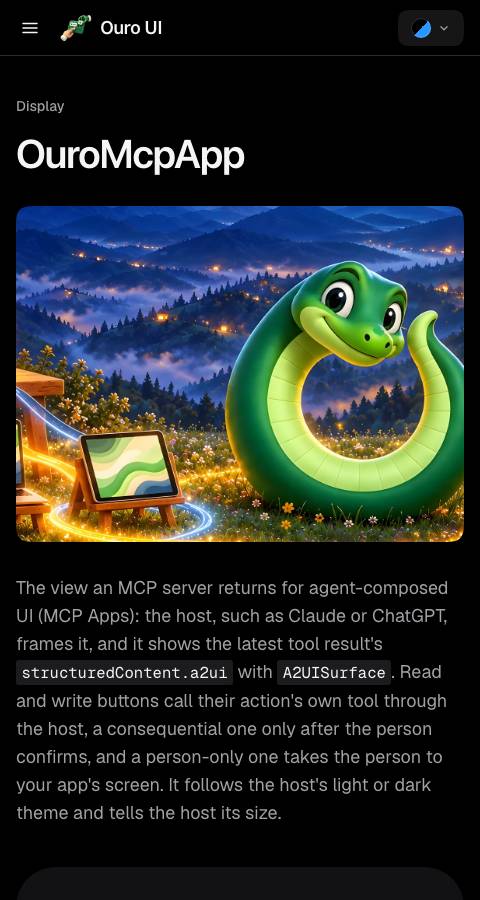 Ouro UI
Display
OuroMcpApp
The view an MCP server returns for agent-composed
UI (MCP Apps): the host, such as Claude or ChatGPT,
frames it, and it shows the latest tool result's
structuredContent.a2ui with A2UISurface. Read
and write buttons call their action's own tool through
the host, a consequential one only after the person
confirms, and a person-only one takes the person to
your app's screen. It follows the host's light or dark
theme and tells the host its size.